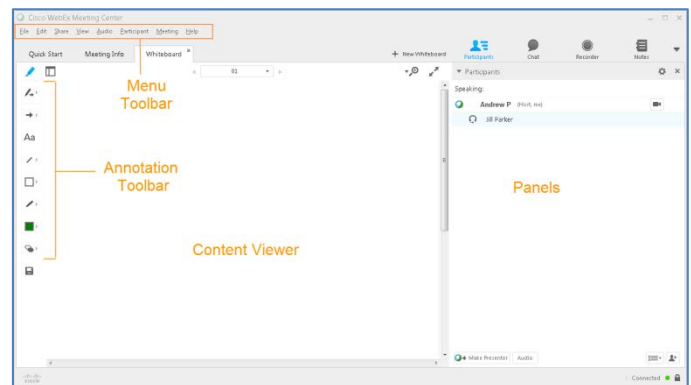 Cisco WebEx Meeting Center
File Edit Share View Audio Participant Meeting Help
Quick Start Meeting Info Whiteboard × + New Whiteboard Participants Chat Recorder Notes
01
Participants
Menu
Toolbar
Speaking:
Andrew P (Host, me)
Jill Parker
Aa
Annotation
Toolbar
Panels
Content Viewer
Make Presenter Audio
cisco
Connected